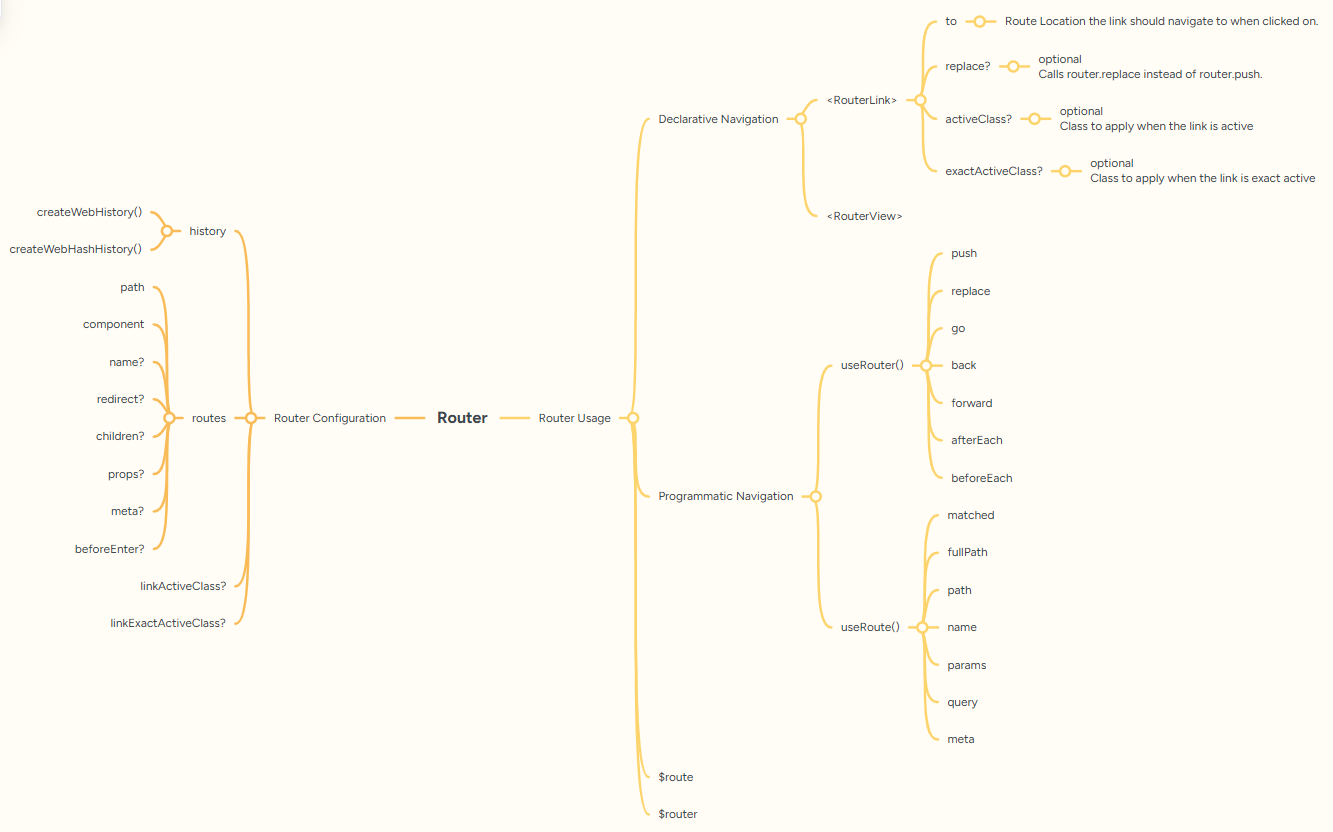 Router
Router Configuration
history
createWebHistory()
createWebHashHistory()
routes
path
component
name?
redirect?
children?
props?
meta?
beforeEnter?
linkActiveClass?
linkExactActiveClass?
Router Usage
Declarative Navigation
<RouterLink>
to
Route Location the link should navigate to when clicked on.
replace?
optional
Calls router.replace instead of router.push.
activeClass?
optional
Class to apply when the link is active
exactActiveClass?
optional
Class to apply when the link is exact active
<RouterView>
Programmatic Navigation
useRouter()
push
replace
go
back
forward
afterEach
beforeEach
useRoute()
matched
fullPath
path
name
params
query
meta
$route
$router